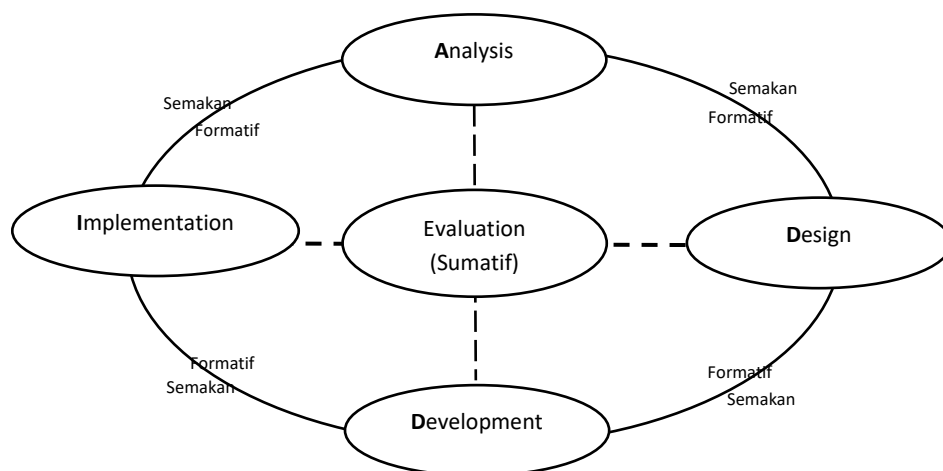 Analysis
Semakan
Formatif
Semakan
Formatif
Implementation
Evaluation
(Sumatif)
Design
Formatif
Semakan
Formatif
Semakan
Development